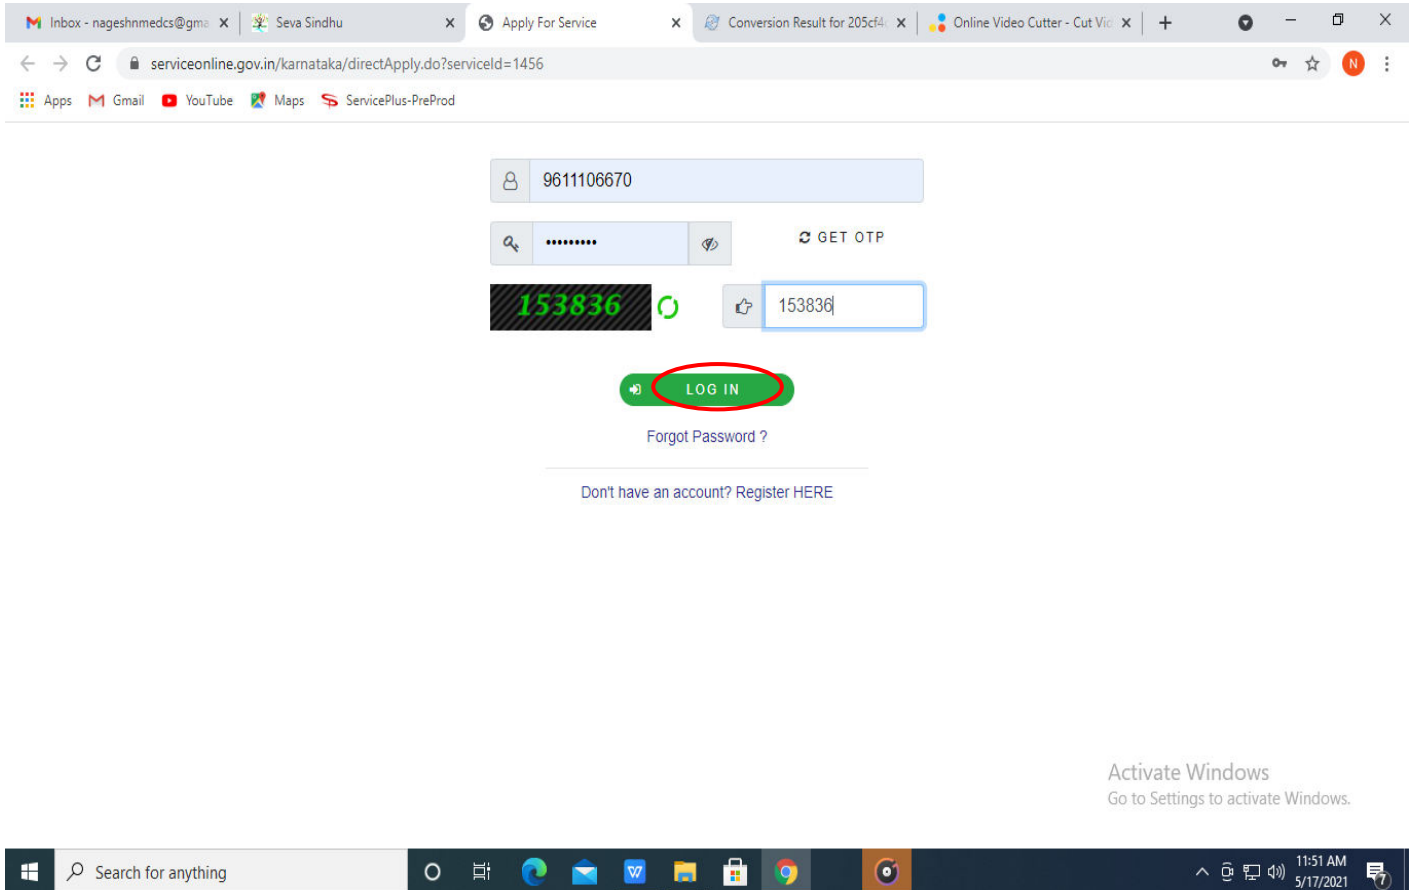 Inbox - nageshnmedcs@gma
Seva Sindhu
Apply For Service
Conversion Result for 205cf4
Online Video Cutter - Cut Vid
serviceonline.gov.in/karnataka/directApply.do?serviceId=1456
N
Apps
Gmail
YouTube
Maps
ServicePlus-PreProd
9611106670
•••••••••
GET OTP
153836
153836
LOG IN
Forgot Password ?
Don't have an account? Register HERE
Activate Windows
Go to Settings to activate Windows.
Search for anything
W
11:51 AM
5/17/2021
7